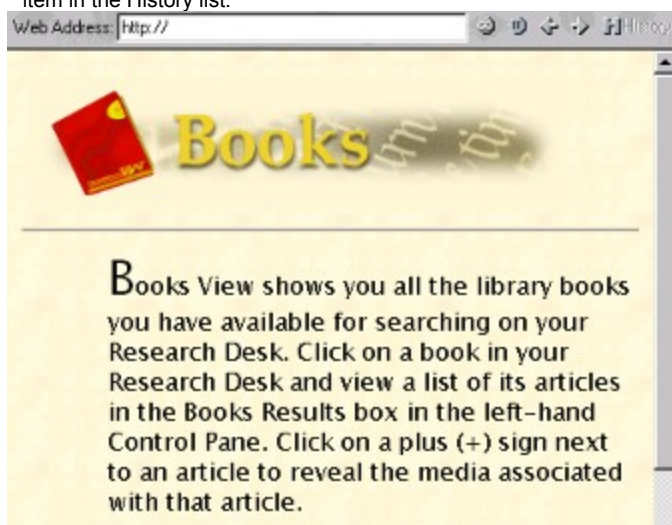 item in the History list.
Web Address: http:// History
Books
Books View shows you all the library books
you have available for searching on your
Research Desk. Click on a book in your
Research Desk and view a list of its articles
in the Books Results box in the left-hand
Control Pane. Click on a plus (+) sign next
to an article to reveal the media associated
with that article.